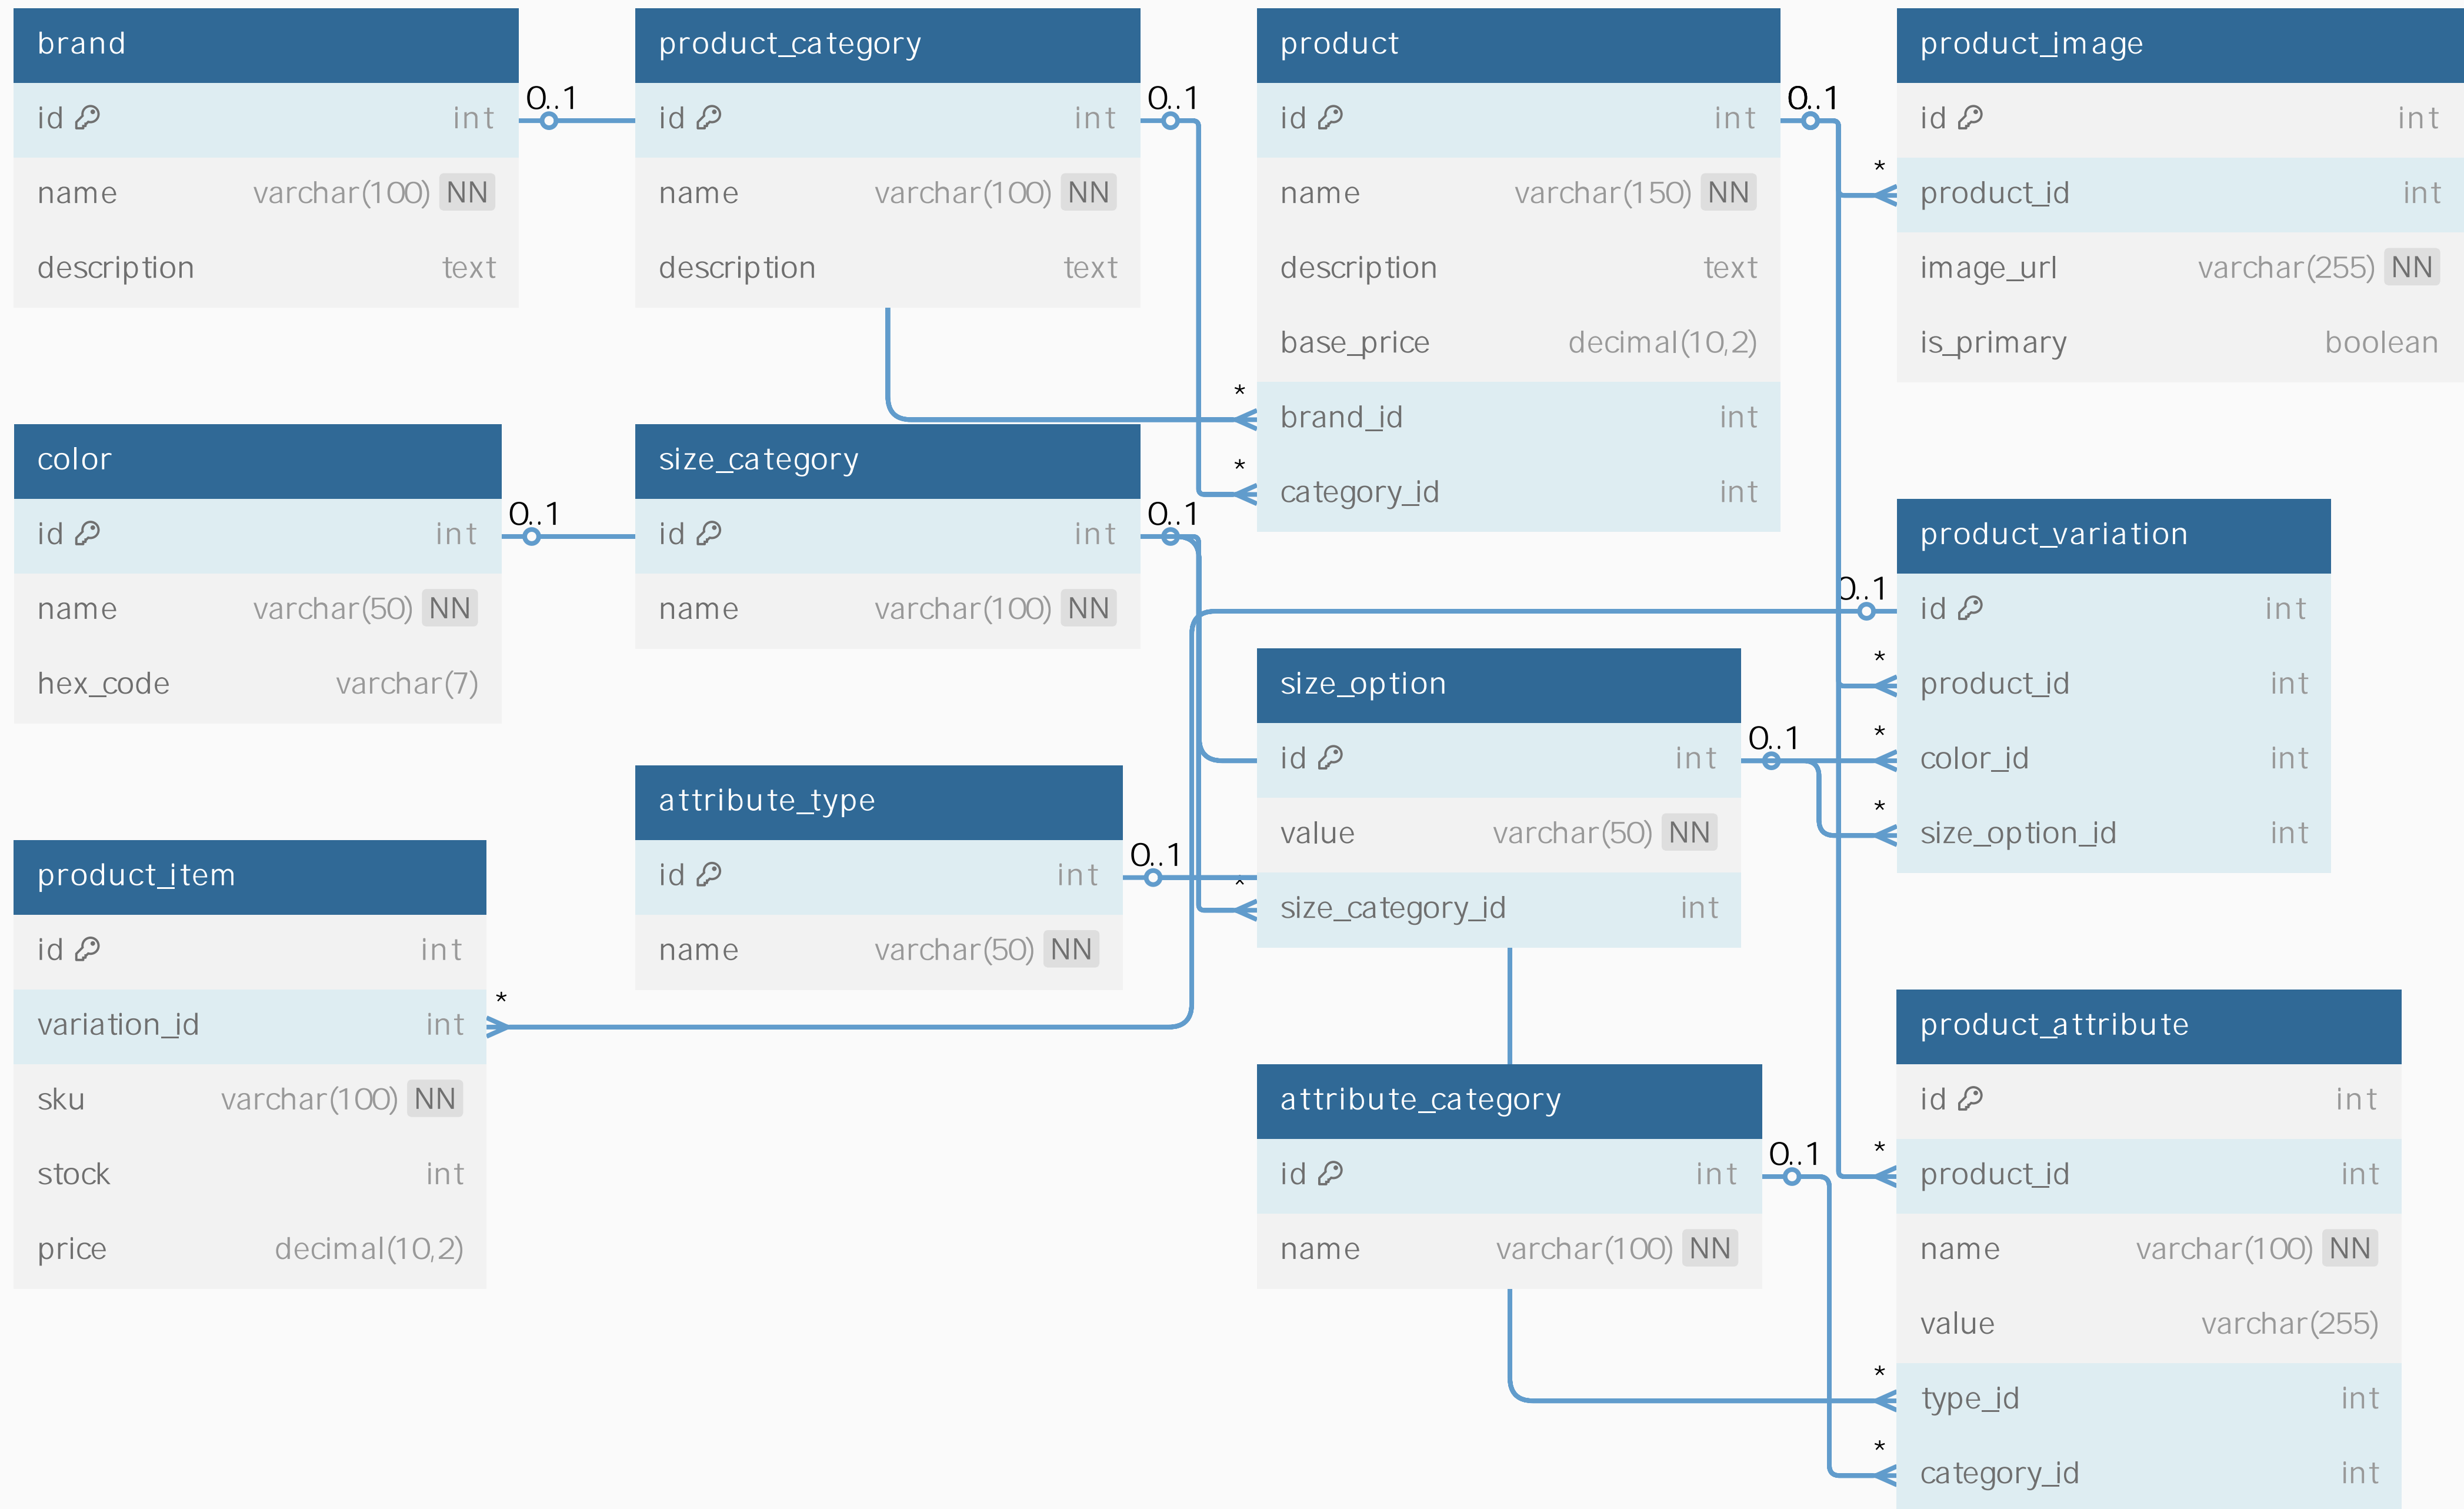 brand
id int
name varchar(100) NN
description text
0..1
product_category
id int
name varchar(100) NN
description text
0..1
product
id int
name varchar(150) NN
description text
base_price decimal(10,2)
* brand_id int
* category_id int
0..1
product_image
id int
* product_id int
image_url varchar(255) NN
is_primary boolean
color
id int
name varchar(50) NN
hex_code varchar(7)
0..1
size_category
id int
name varchar(100) NN
0..1
size_option
id int
value varchar(50) NN
* size_category_id int
0..1
product_variation
0..1
id int
* product_id int
* color_id int
* size_option_id int
attribute_type
id int
name varchar(50) NN
0..1
product_item
id int
variation_id int *
sku varchar(100) NN
stock int
price decimal(10,2)
attribute_category
id int
name varchar(100) NN
0..1
product_attribute
id int
* product_id int
name varchar(100) NN
value varchar(255)
* type_id int
* category_id int